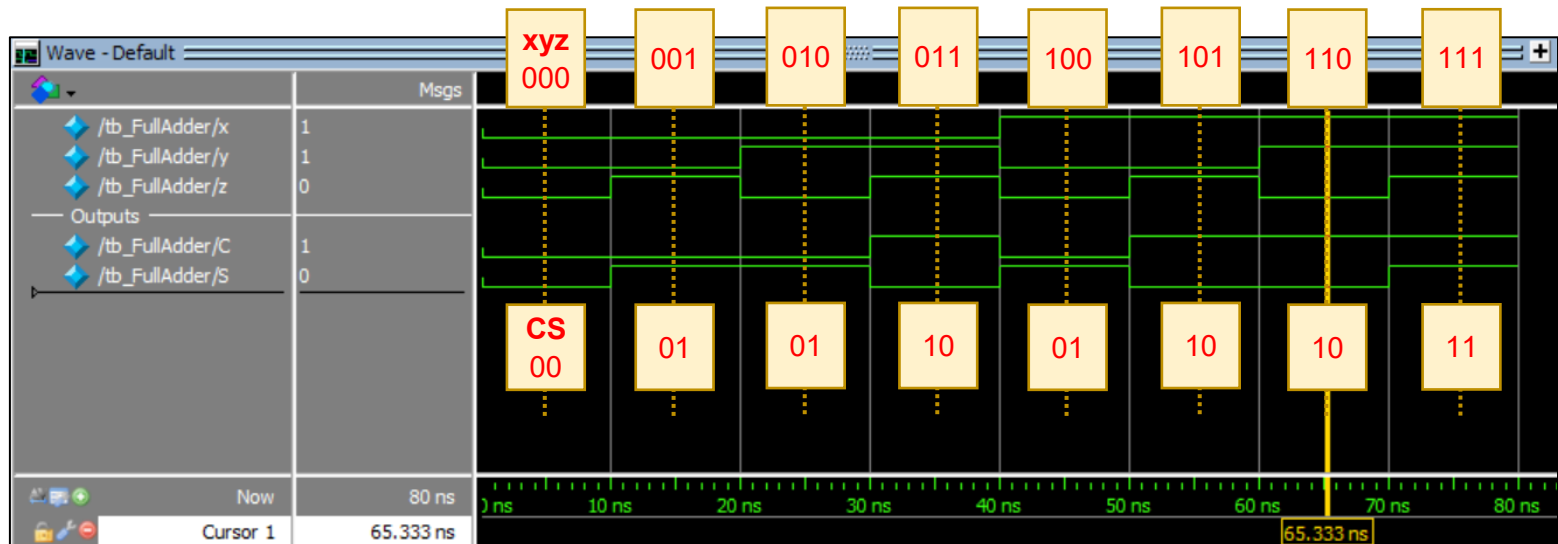 xyz
000
001
010
011
100
101
110
111
Wave - Default
Msgs
/tb_FullAdder/x 1
/tb_FullAdder/y 1
/tb_FullAdder/z 0
Outputs
/tb_FullAdder/C 1
/tb_FullAdder/S 0
CS
00
01
01
10
01
10
10
11
Now 80 ns
0 ns 10 ns 20 ns 30 ns 40 ns 50 ns 60 ns 70 ns 80 ns
Cursor 1 65.333 ns
65.333 ns